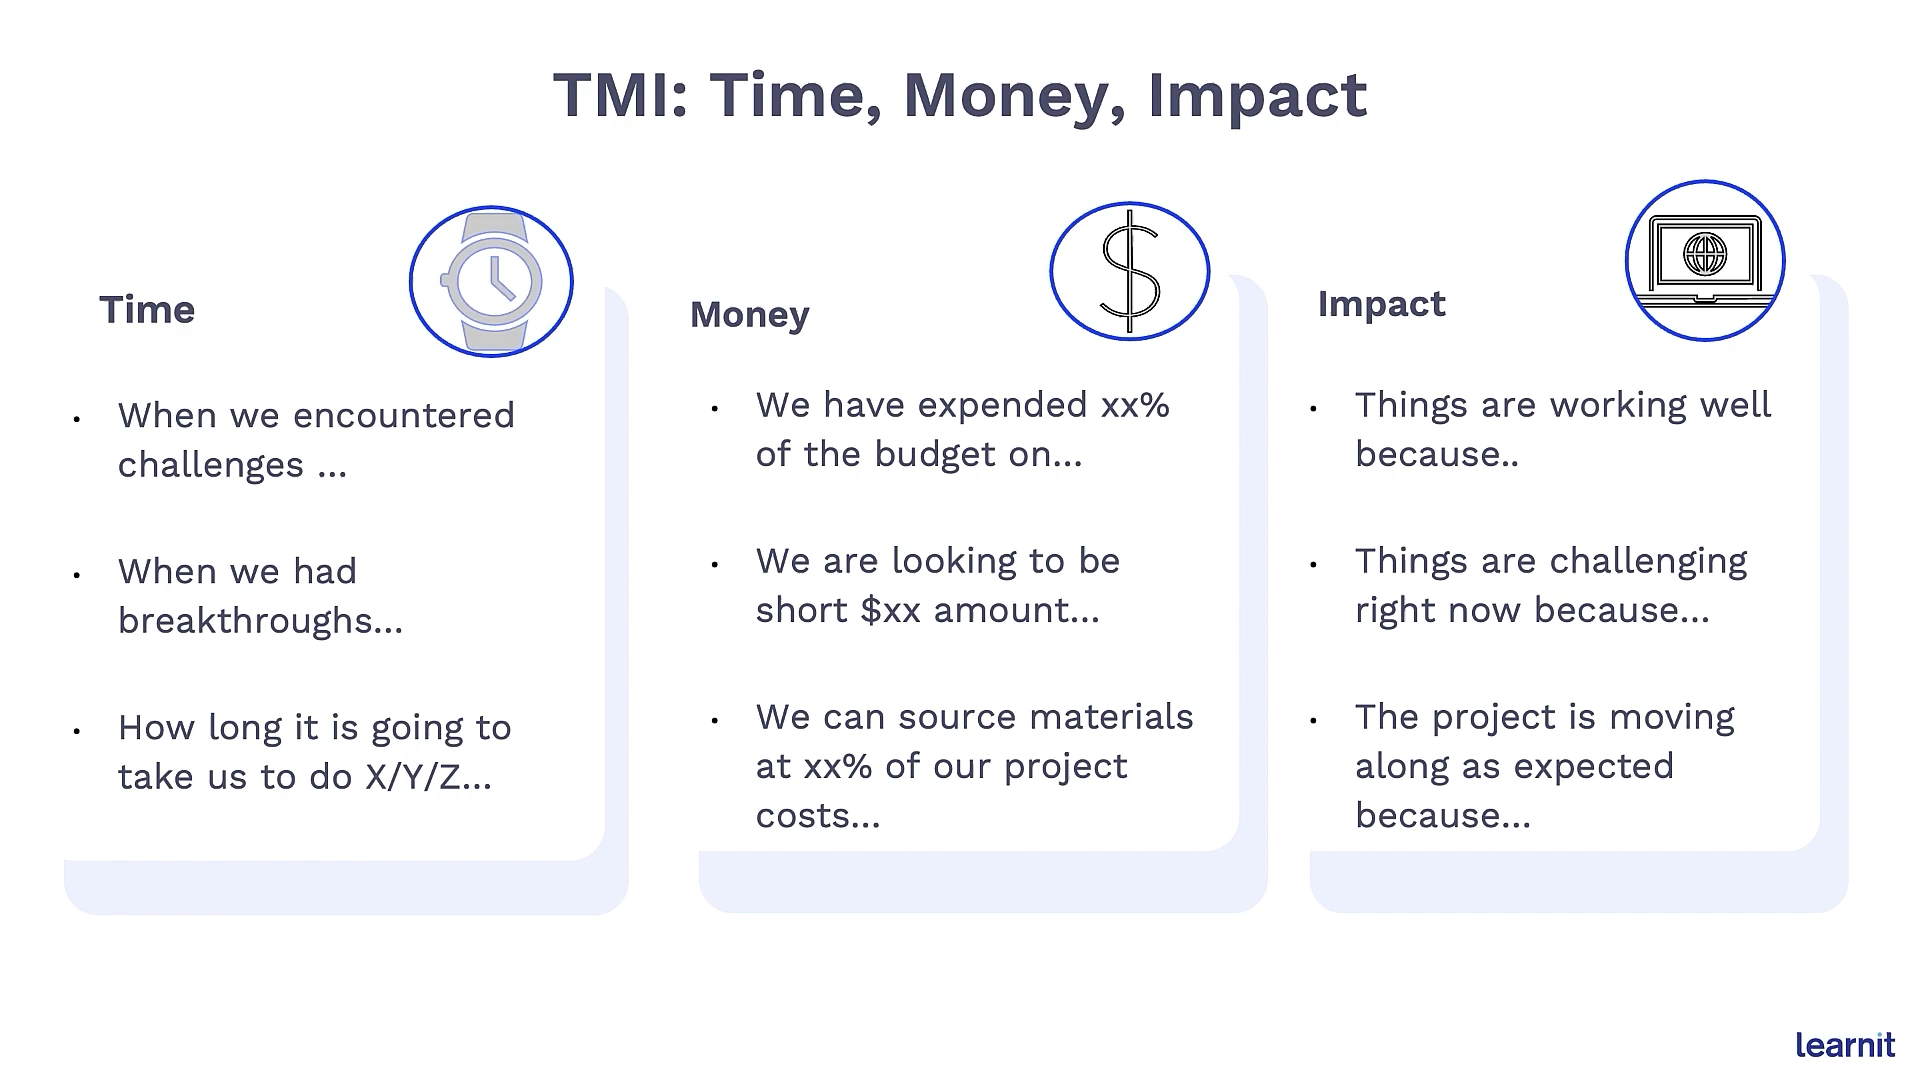 TMI: Time, Money, Impact
Time
When we encountered
challenges ...
When we had
breakthroughs...
How long it is going to
take us to do X/Y/Z...
Money
We have expended xx%
of the budget on...
We are looking to be
short $xx amount...
We can source materials
at xx% of our project
costs...
Impact
Things are working well
because..
Things are challenging
right now because...
The project is moving
along as expected
because...
learnit